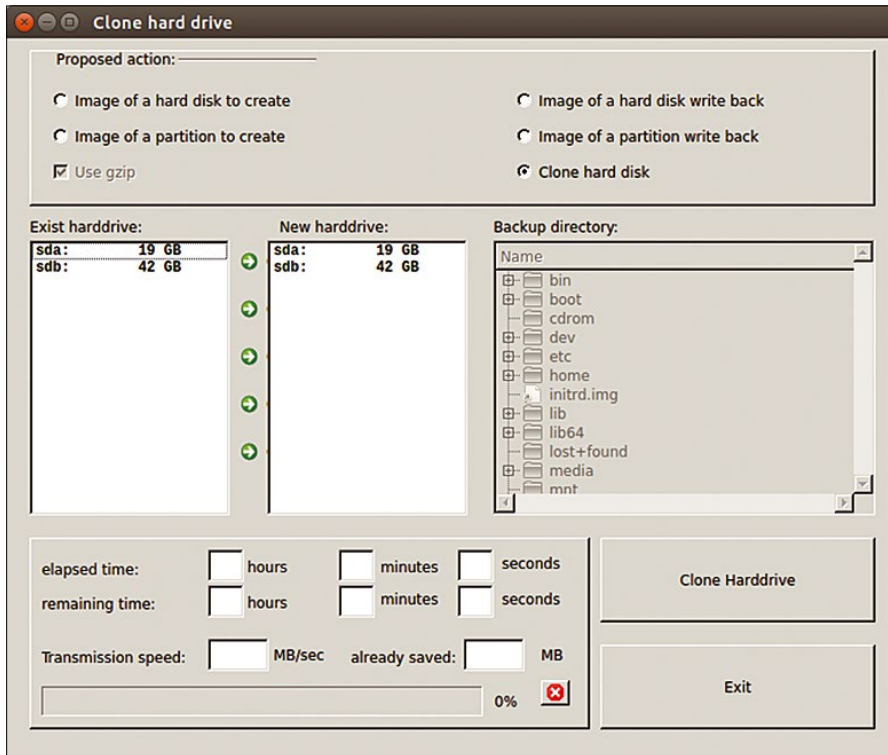 Clone hard drive
Proposed action:
Image of a hard disk to create
Image of a hard disk write back
Image of a partition to create
Image of a partition write back
Use gzip
Clone hard disk
Exist harddrive:
New harddrive:
Backup directory:
sda: 19 GB
sdb: 42 GB
sda: 19 GB
sdb: 42 GB
Name
bin
boot
cdrom
dev
etc
home
initrd.img
lib
lib64
lost+found
media
mnt
elapsed time: hours minutes seconds
remaining time: hours minutes seconds
Transmission speed: MB/sec already saved: MB
0%
Clone Harddrive
Exit